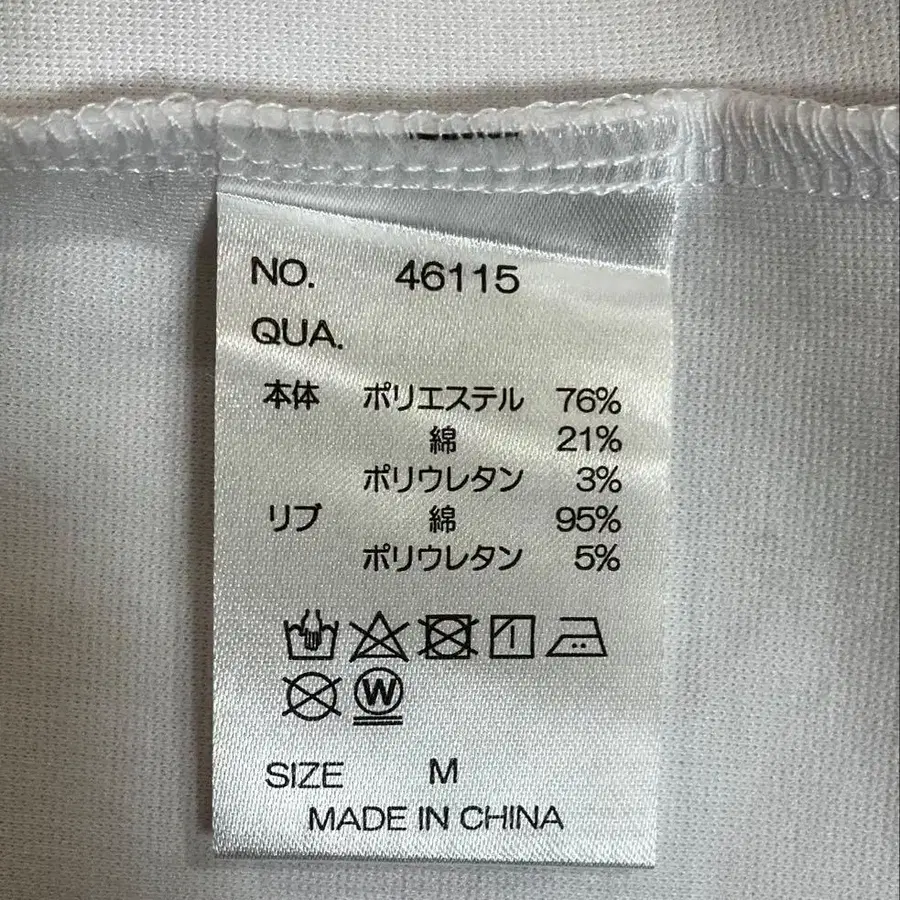 NO. 46115
QUA.
本体 ポリエステル 76%
綿 21%
ポリウレタン 3%
リブ 綿 95%
ポリウレタン 5%
W
SIZE M
MADE IN CHINA